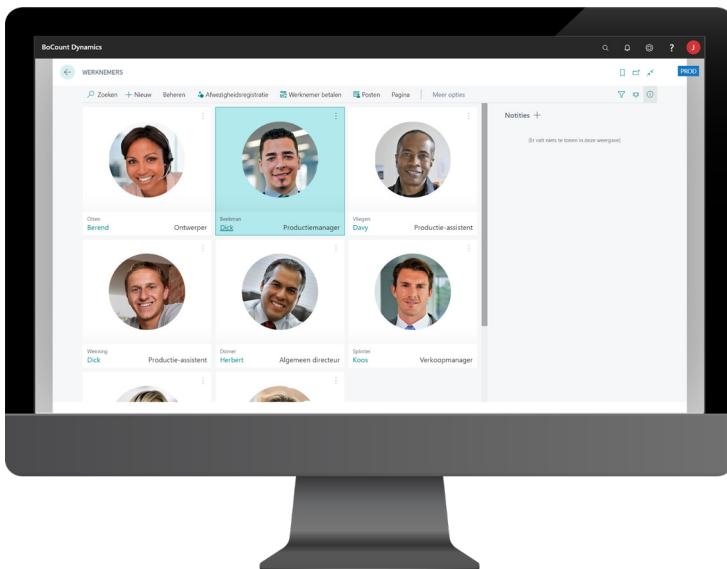 BoCount Dynamics
?
J
WERKNEMERS
PROD
Zoeken + Nieuw Beheren Afwezigheidsregistratie Werknemer betalen Posten Pagina Meer opties
Notities +
(Er valt niets te tonen in deze weergave)
Otten
Berend Ontwerper
Beekman
Dick Productiemanager
Vliegen
Davy Productie-assistent
Wenning
Dick Productie-assistent
Dorner
Herbert Algemeen directeur
Splinter
Koos Verkoopmanager